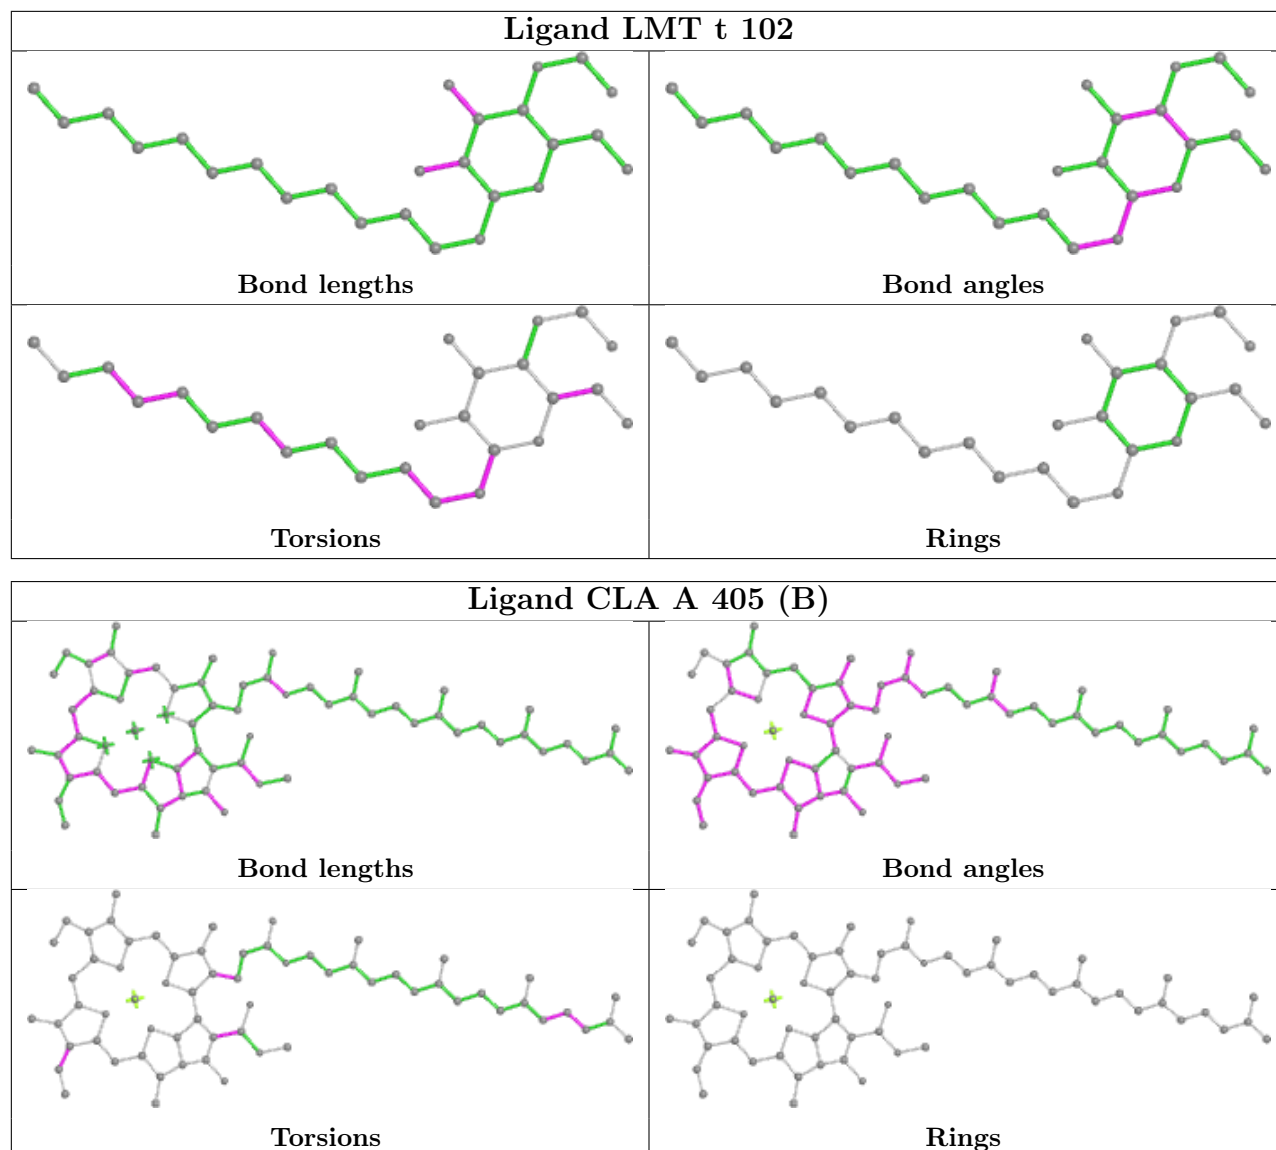 Ligand LMT t 102
Bond lengths
Bond angles
Torsions
Rings
Ligand CLA A 405 (B)
Bond lengths
Bond angles
Torsions
Rings